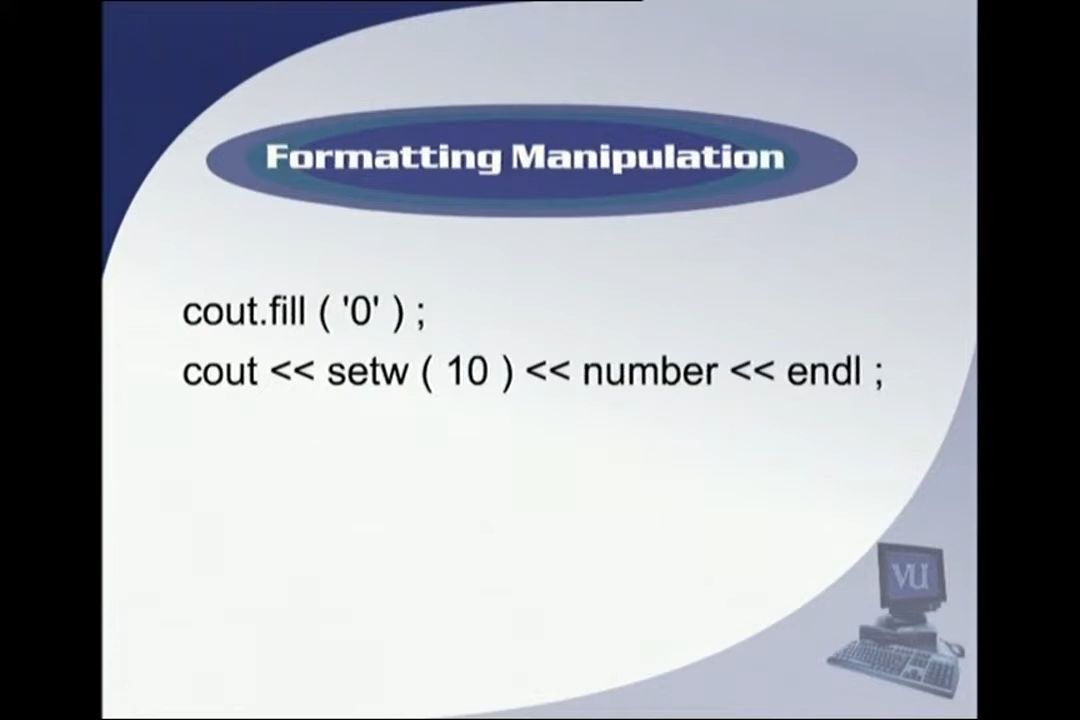 Formatting Manipulation
cout.fill ( '0' ) ;
cout << setw ( 10 ) << number << endl ;
VU